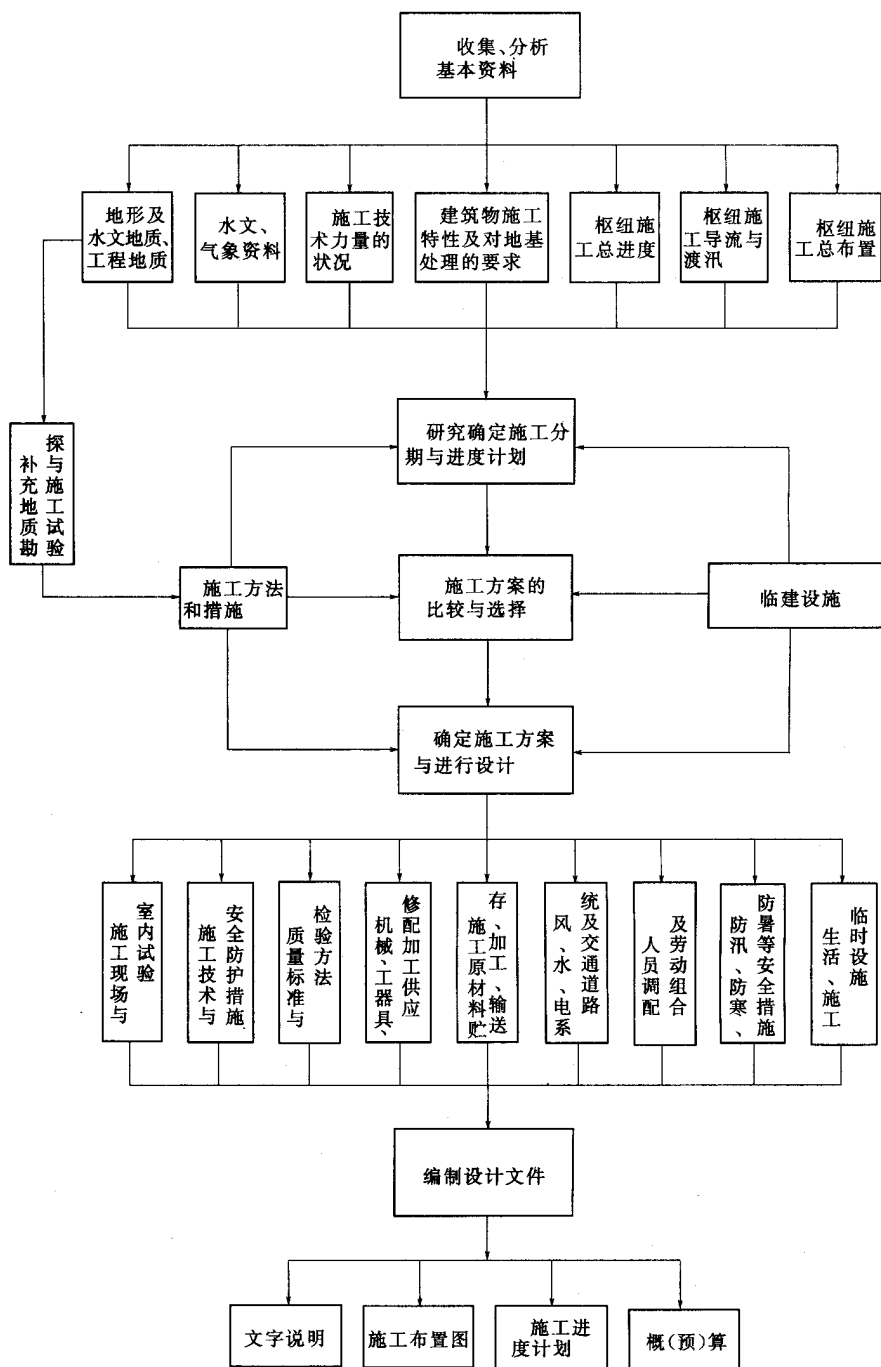 收集、分析
基本资料
地形及
水文地质、
工程地质
水文、
气象资料
施工技
术力量的
状况
建筑物施工
特性及对地基
处理的要求
枢纽施
工总进度
枢纽施
工导流与
渡汛
枢纽施
工总布置
研究确定施工分
期与进度计划
补充地质勘
探与施工试验
施工方法
和措施
施工方案的
比较与选择
临建设施
确定施工方案
与进行设计
施工现场与
室内试验
施工技术与
安全防护措施
质量标准与
检验方法
机械、工器具、
修配加工供应
施工原材料贮
存、加工、输送
风、水、电系
统及交通道路
人员调配
及劳动组合
防汛、防寒、
防暑等安全措施
生活、施工
临时设施
编制设计文件
文字说明
施工布置图
施工进
度计划
概(预)算